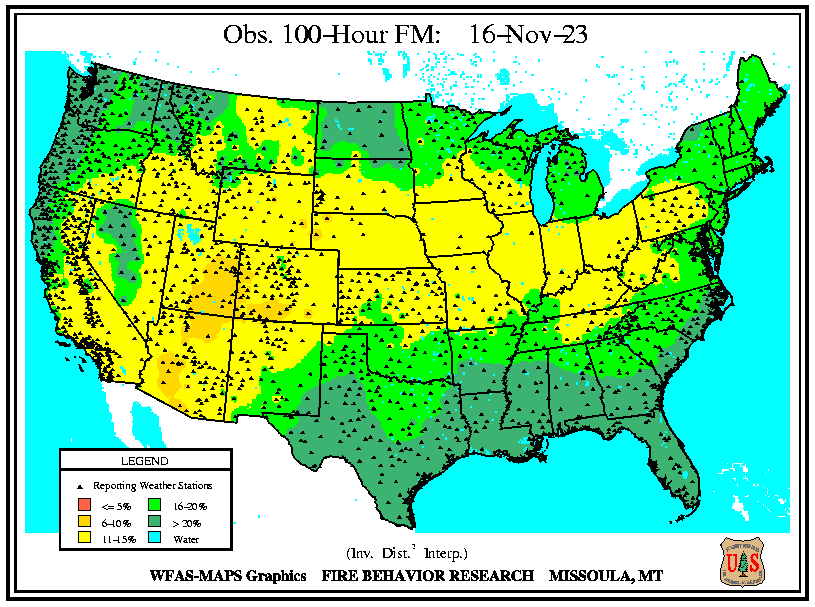 Obs. 100-Hour FM: 16-Nov-23
LEGEND
Reporting Weather Stations
<= 5% 16-20%
6-10% > 20%
11-15% Water
(Inv. Dist.² Interp.)
WFAS-MAPS Graphics FIRE BEHAVIOR RESEARCH MISSOULA, MT
U S